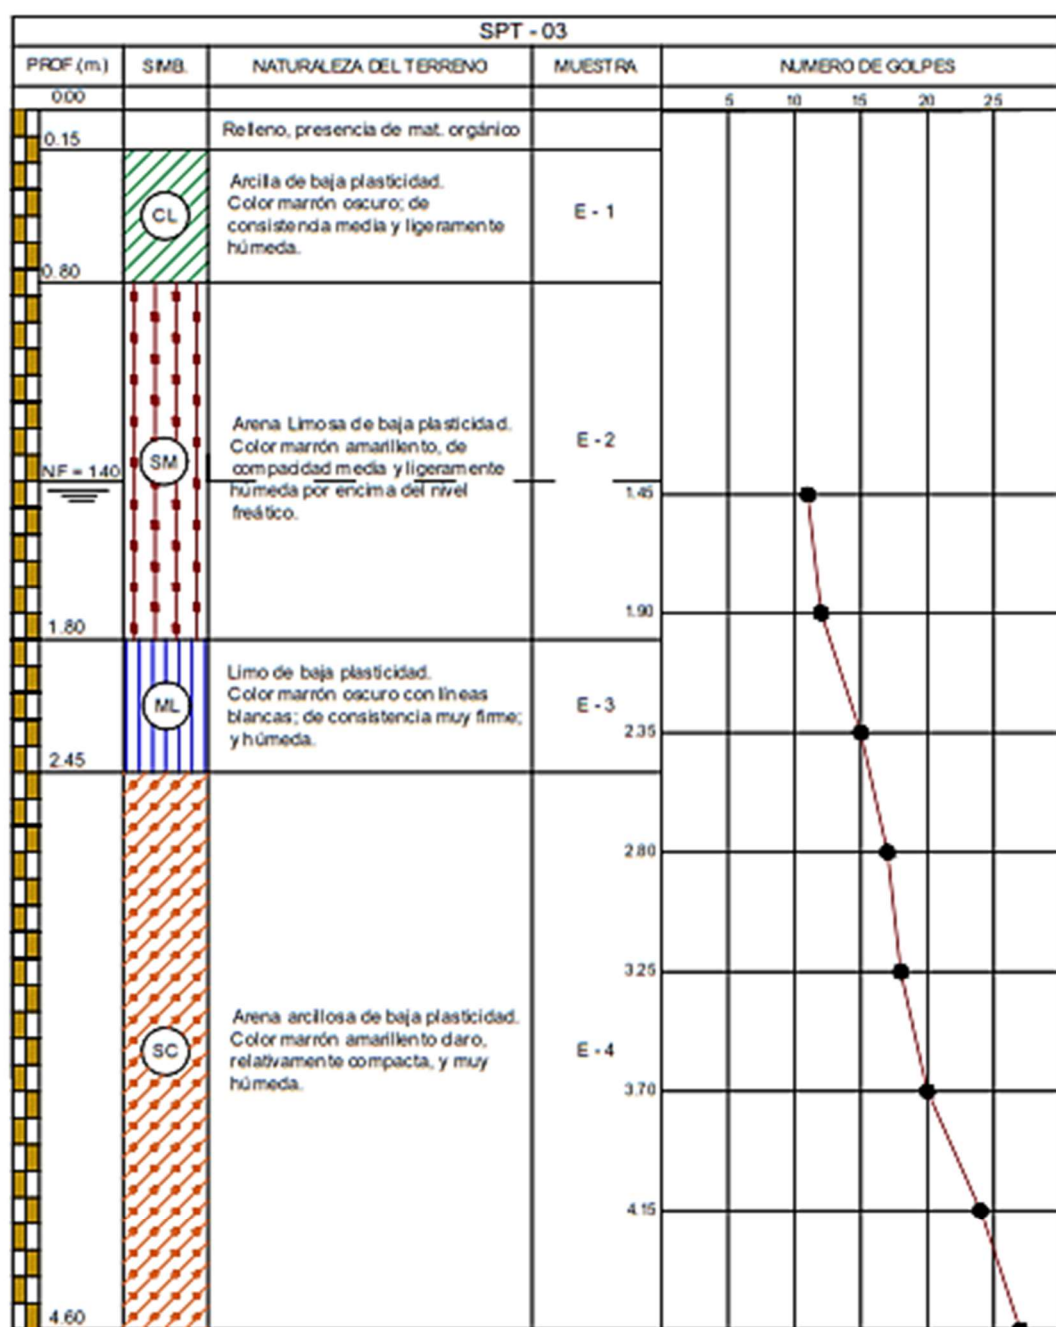 SPT - 03
PROF (m.) SIMB. NATURALEZA DEL TERRENO MUESTRA NUMERO DE GOLPES
0.00
5 10 15 20 25
Relleno, presencia de mat. orgánico
0.15
CL
Arcilla de baja plasticidad.
Color marrón oscuro; de
consistencia media y ligeramente
húmeda.
E - 1
0.80
SM
Arena Limosa de baja plasticidad.
Color marrón amarillento, de
compacidad media y ligeramente
húmeda por encima del nivel
freático.
E - 2
NF = 1.40
1.45
1.90
1.80
ML
Limo de baja plasticidad.
Color marrón oscuro con líneas
blancas; de consistencia muy firme;
y húmeda.
E - 3
2.35
2.45
2.80
3.25
SC
Arena arcillosa de baja plasticidad.
Color marrón amarillento claro,
relativamente compacta, y muy
húmeda.
E - 4
3.70
4.15
4.60